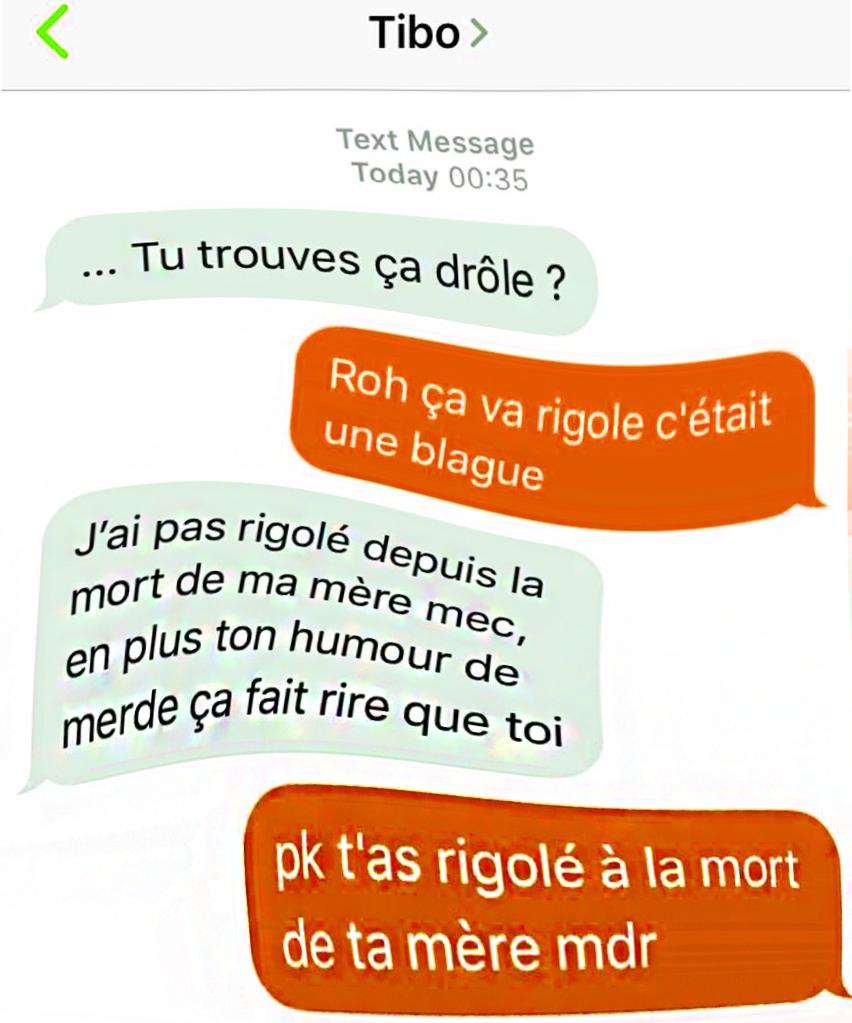 Tibo
Text Message
Today 00:35
... Tu trouves ça drôle ?
Roh ça va rigole c'était
une blague
J'ai pas rigolé depuis la
mort de ma mère mec,
en plus ton humour de
merde ça fait rire que toi
pk t'as rigolé à la mort
de ta mère mdr